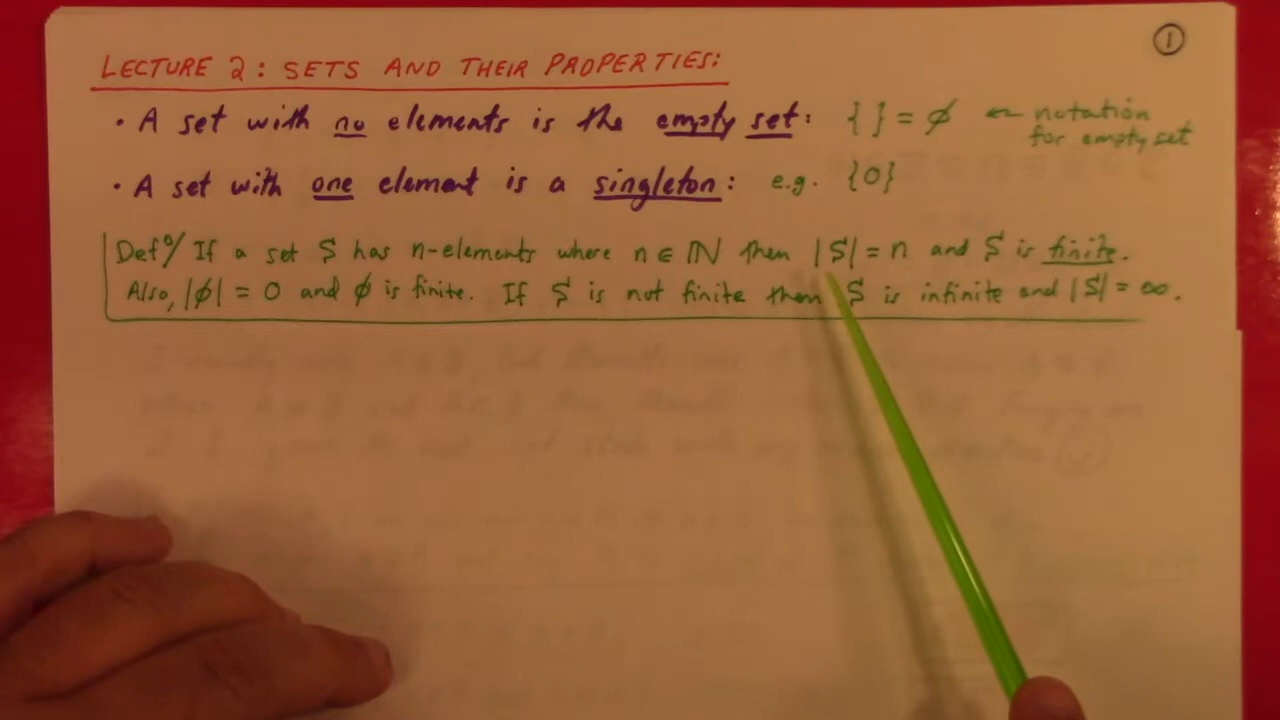 ①
LECTURE 2: SETS AND THEIR PROPERTIES:
• A set with no elements is the empty set: { } = ∅ ← notation
for empty set
• A set with one element is a singleton: e.g. {0}
Def% If a set S has n-elements where n ∈ ℕ then |S| = n and S is finite.
Also, |∅| = 0 and ∅ is finite. If S is not finite then S is infinite and |S| = ∞.